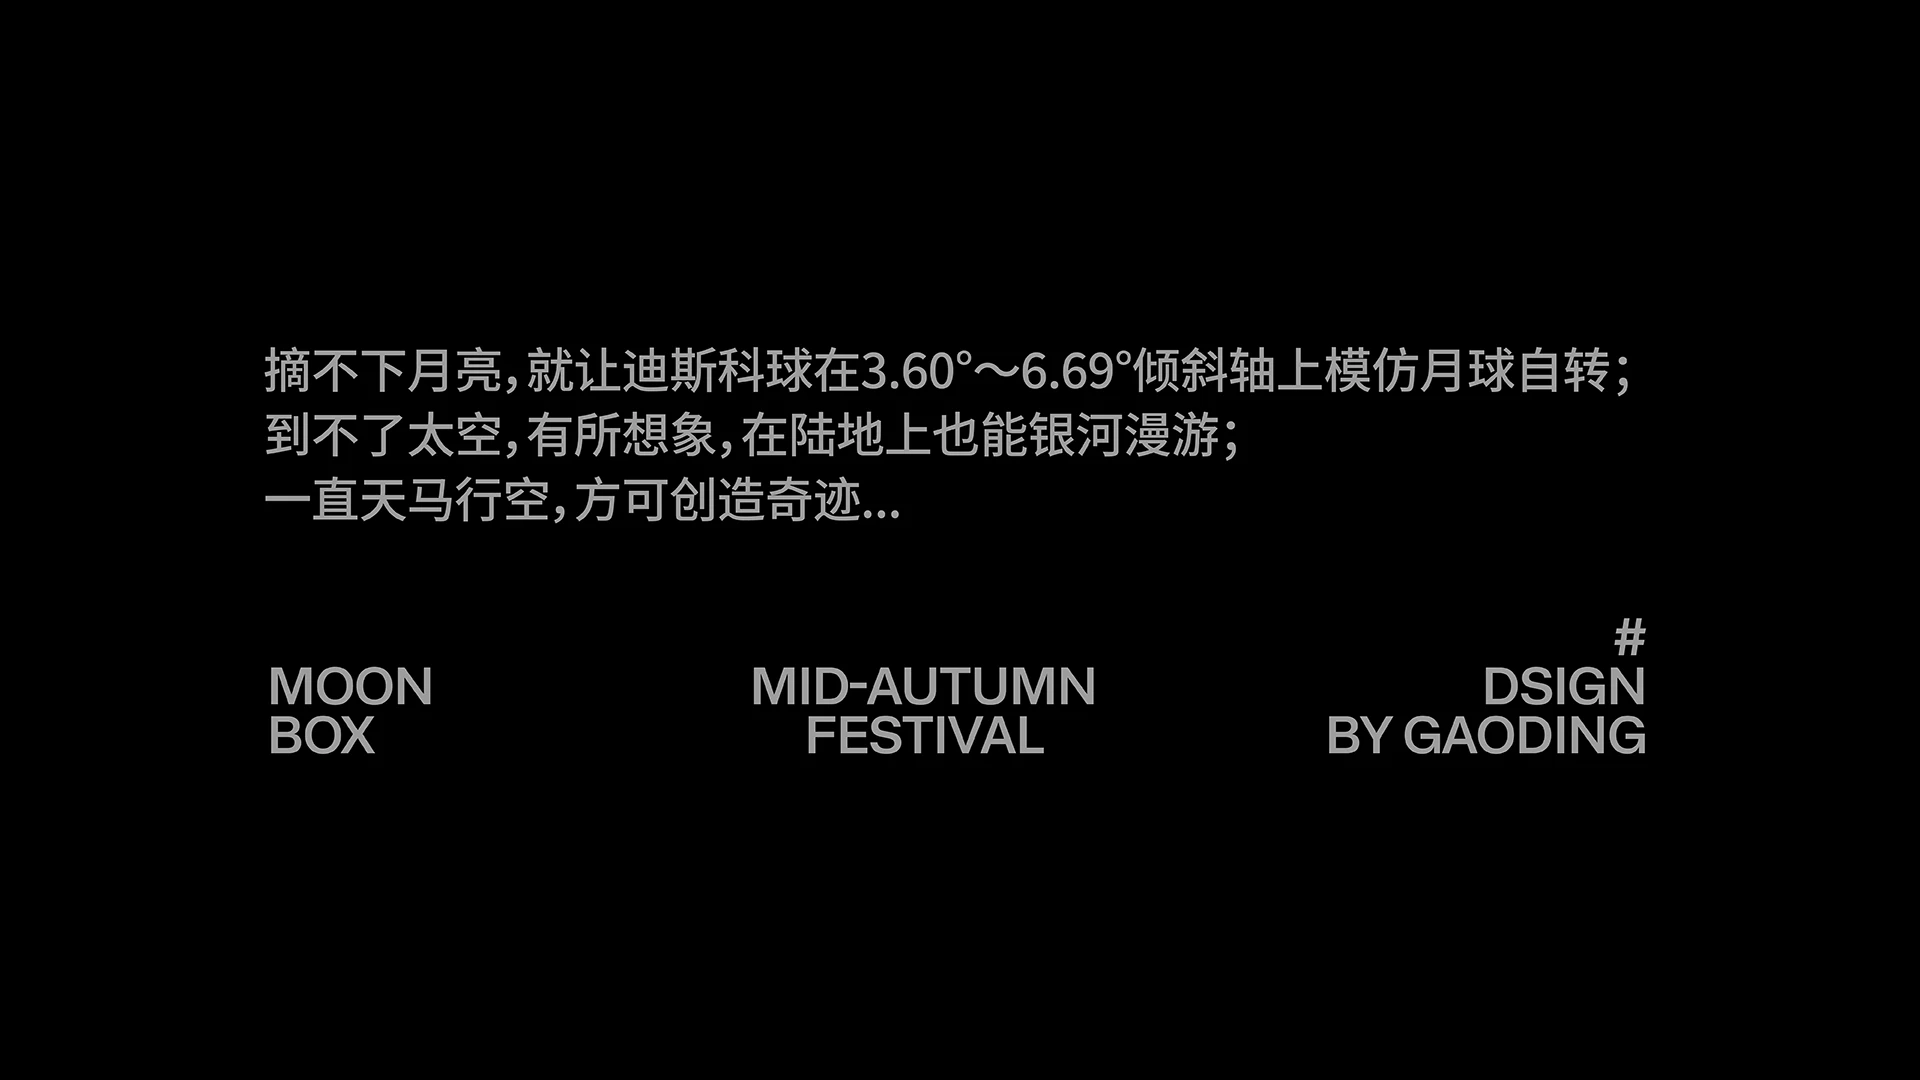 摘不下月亮，就让迪斯科球在3.60°～6.69°倾斜轴上模仿月球自转；
到不了太空，有所想象，在陆地上也能银河漫游；
一直天马行空，方可创造奇迹...
MOON
BOX
MID-AUTUMN
FESTIVAL
#
DSIGN
BY GAODING